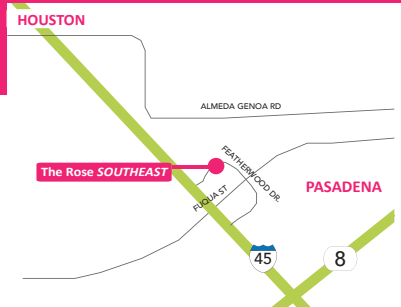 HOUSTON
ALMEDA GENOA RD
FEATHERWOOD DR.
The Rose SOUTHEAST
PASADENA
FUQUA ST
45
8